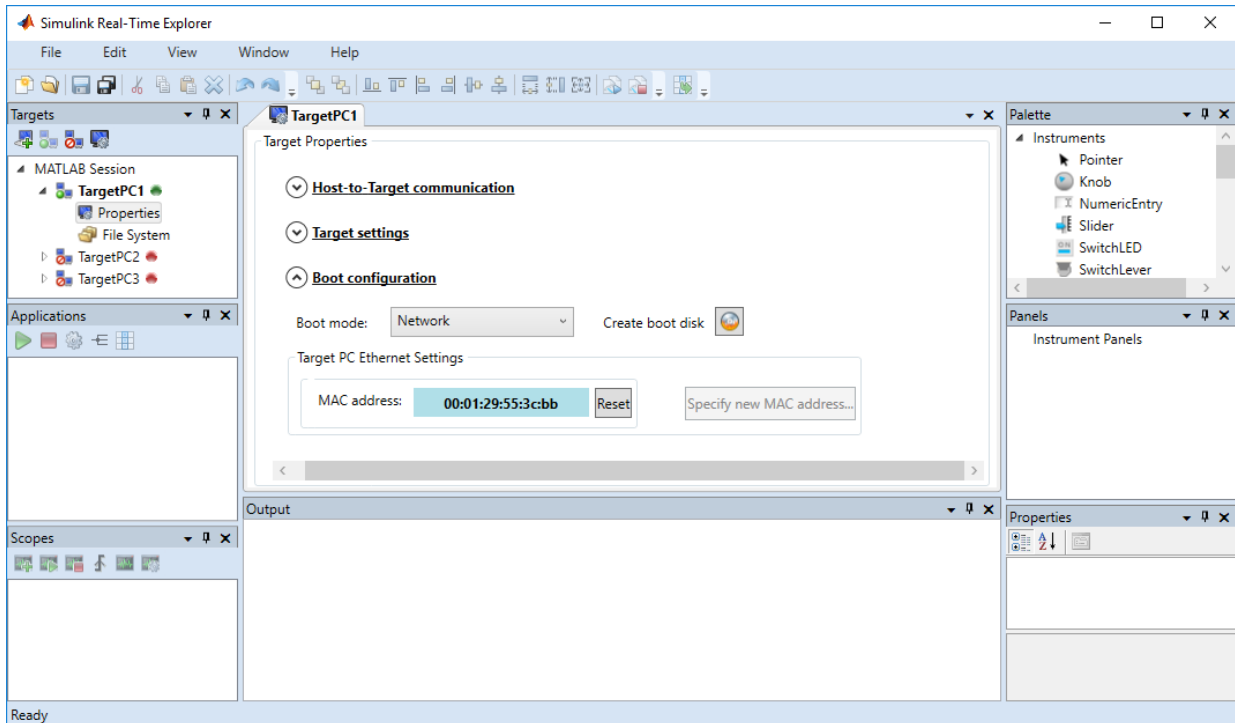 Simulink Real-Time Explorer
File Edit View Window Help
Targets
MATLAB Session
TargetPC1
Properties
File System
TargetPC2
TargetPC3
Applications
Scopes
TargetPC1
Target Properties
Host-to-Target communication
Target settings
Boot configuration
Boot mode: Network Create boot disk
Target PC Ethernet Settings
MAC address: 00:01:29:55:3c:bb Reset Specify new MAC address...
Output
Palette
Instruments
Pointer
Knob
NumericEntry
Slider
SwitchLED
SwitchLever
Panels
Instrument Panels
Properties
Ready